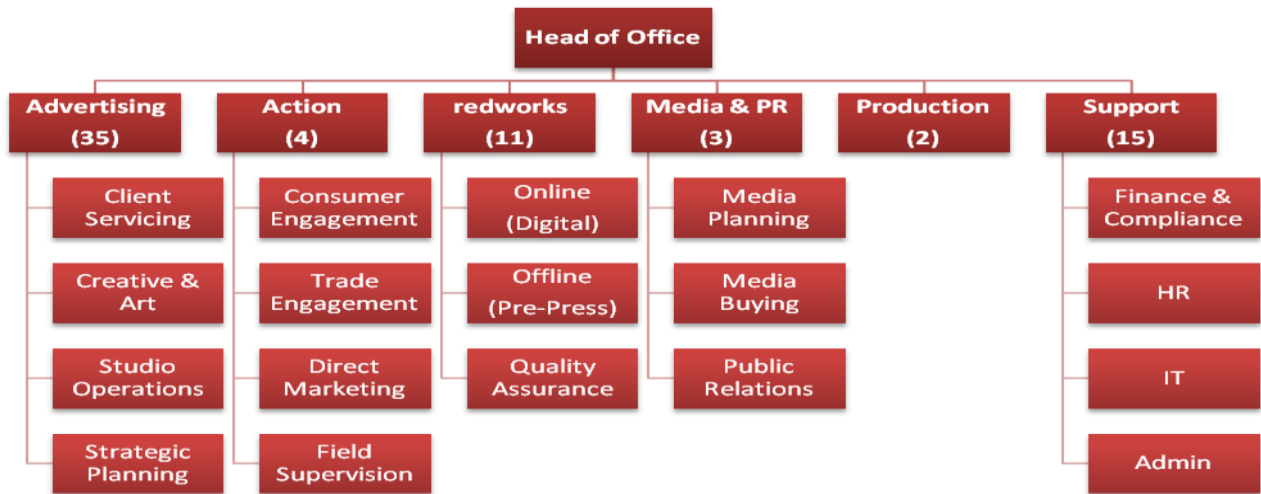 Head of Office
Advertising
(35)
Client
Servicing
Creative &
Art
Studio
Operations
Strategic
Planning
Action
(4)
Consumer
Engagement
Trade
Engagement
Direct
Marketing
Field
Supervision
redworks
(11)
Online
(Digital)
Offline
(Pre-Press)
Quality
Assurance
Media & PR
(3)
Media
Planning
Media
Buying
Public
Relations
Production
(2)
Support
(15)
Finance &
Compliance
HR
IT
Admin